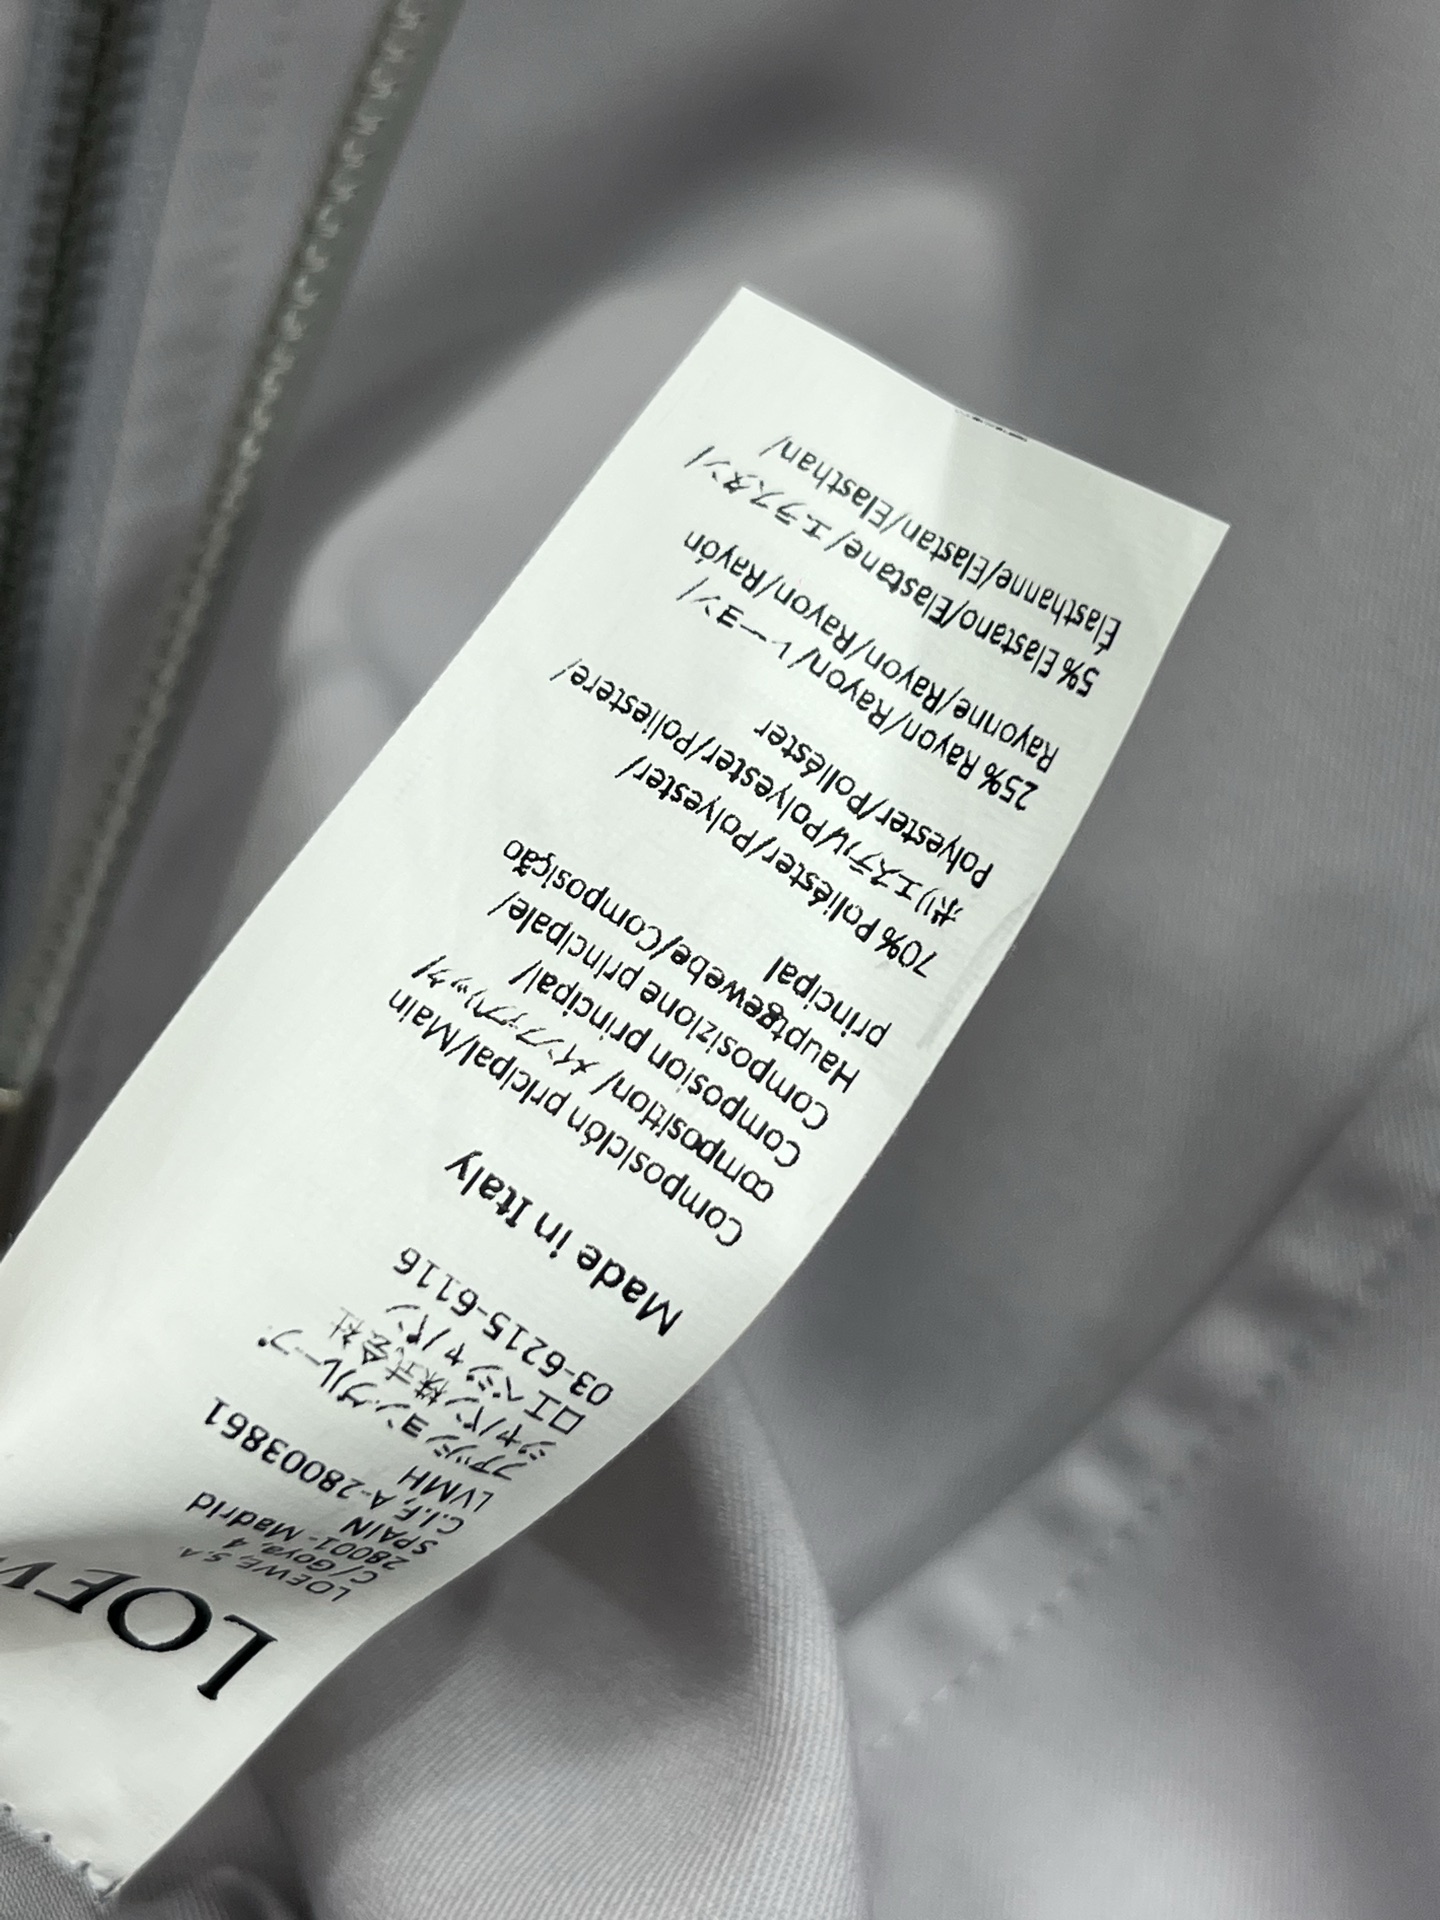 LOEW
LOEWE, S.A.
C/Goya, 4
28001- Madrid
SPAIN
C.I.F. A-28003861
LVMH
ファッショングループ
ジャパン株式会社
ロエベジャパン
03-6215-6116
Made in Italy
Composición pricipal/Main
composition/メインファブリック/
Composion principal/
Composizione principale/
Hauptgewebe/Composição
principal
70% Poliéster/Polyester/
ポリエステル/Polyester/Poliestere/
Polyester/Poliéster
25% Rayon/Rayon/レーヨン/
Rayonne/Rayon/Rayon/Rayón
5% Elastano/Elastane/エラスタン/
Élasthanne/Elastan/Elasthan/